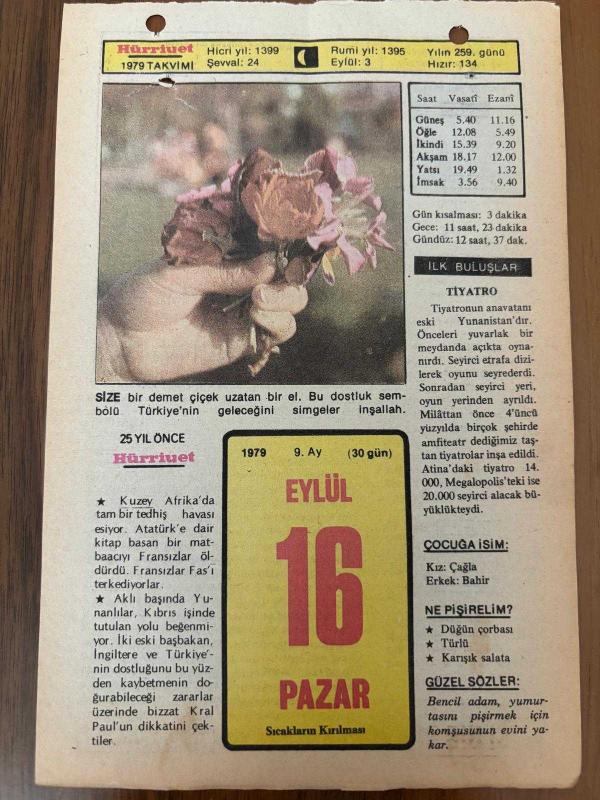 Hürriyet
1979 TAKVİMİ
Hicri yıl: 1399
Şevval: 24
Rumi yıl: 1395
Eylül: 3
Yılın 259. günü
Hızır: 134
Saat Vasatî Ezanî
Güneş 5.40 11.16
Öğle 12.08 5.49
İkindi 15.39 9.20
Akşam 18.17 12.00
Yatsı 19.49 1.32
İmsak 3.56 9.40
Gün kısalması: 3 dakika
Gece: 11 saat, 23 dakika
Gündüz: 12 saat, 37 dak.
İLK BULUŞLAR
TİYATRO
Tiyatronun anavatanı
eski Yunanistan'dır.
Önceleri yuvarlak bir
meydanda açıkta oyna-
nırdı. Seyirci etrafa dizi-
lerek oyunu seyrederdi.
Sonradan seyirci yeri,
oyun yerinden ayrıldı.
Milâttan önce 4'üncü
yüzyılda birçok şehirde
amfiteatr dediğimiz taş-
tan tiyatrolar inşa edildi.
Atina'daki tiyatro 14.
000, Megalopolis'teki ise
20.000 seyirci alacak bü-
yüklükteydi.
SİZE bir demet çiçek uzatan bir el. Bu dostluk sem-
bolü Türkiye'nin geleceğini simgeler inşallah.
25 YIL ÖNCE
Hürriyet
★ Kuzey Afrika'da
tam bir tedhiş havası
esiyor. Atatürk'e dair
kitap basan bir mat-
baacıyı Fransızlar öl-
dürdü. Fransızlar Fas'ı
terkediyorlar.
★ Aklı başında Yu-
nanlılar, Kıbrıs işinde
tutulan yolu beğenmi-
yor. İki eski başbakan,
İngiltere ve Türkiye'-
nin dostluğunu bu yüz-
den kaybetmenin do-
ğurabileceği zararlar
üzerinde bizzat Kral
Paul'un dikkatini çek-
tiler.
1979 9. Ay (30 gün)
EYLÜL
16
PAZAR
Sıcakların Kırılması
ÇOCUĞA İSİM:
Kız: Çağla
Erkek: Bahir
NE PİŞİRELİM?
★ Düğün çorbası
★ Türlü
★ Karışık salata
GÜZEL SÖZLER:
Bencil adam, yumur-
tasını pişirmek için
komşusunun evini ya-
kar.